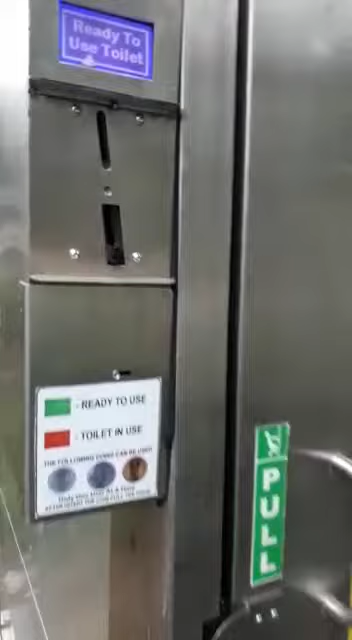 Ready To
Use Toilet
- READY TO USE
- TOILET IN USE
THE FOLLOWING COINS CAN BE USED
PULL